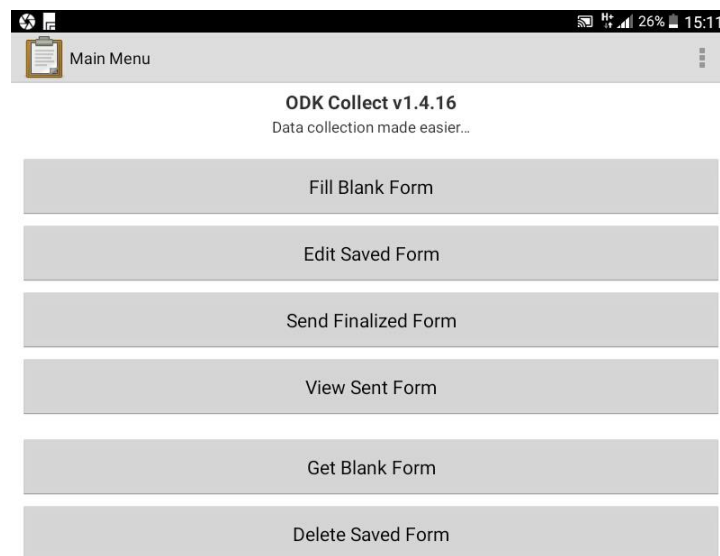 H+ 26% 15:11
Main Menu
ODK Collect v1.4.16
Data collection made easier...
Fill Blank Form
Edit Saved Form
Send Finalized Form
View Sent Form
Get Blank Form
Delete Saved Form